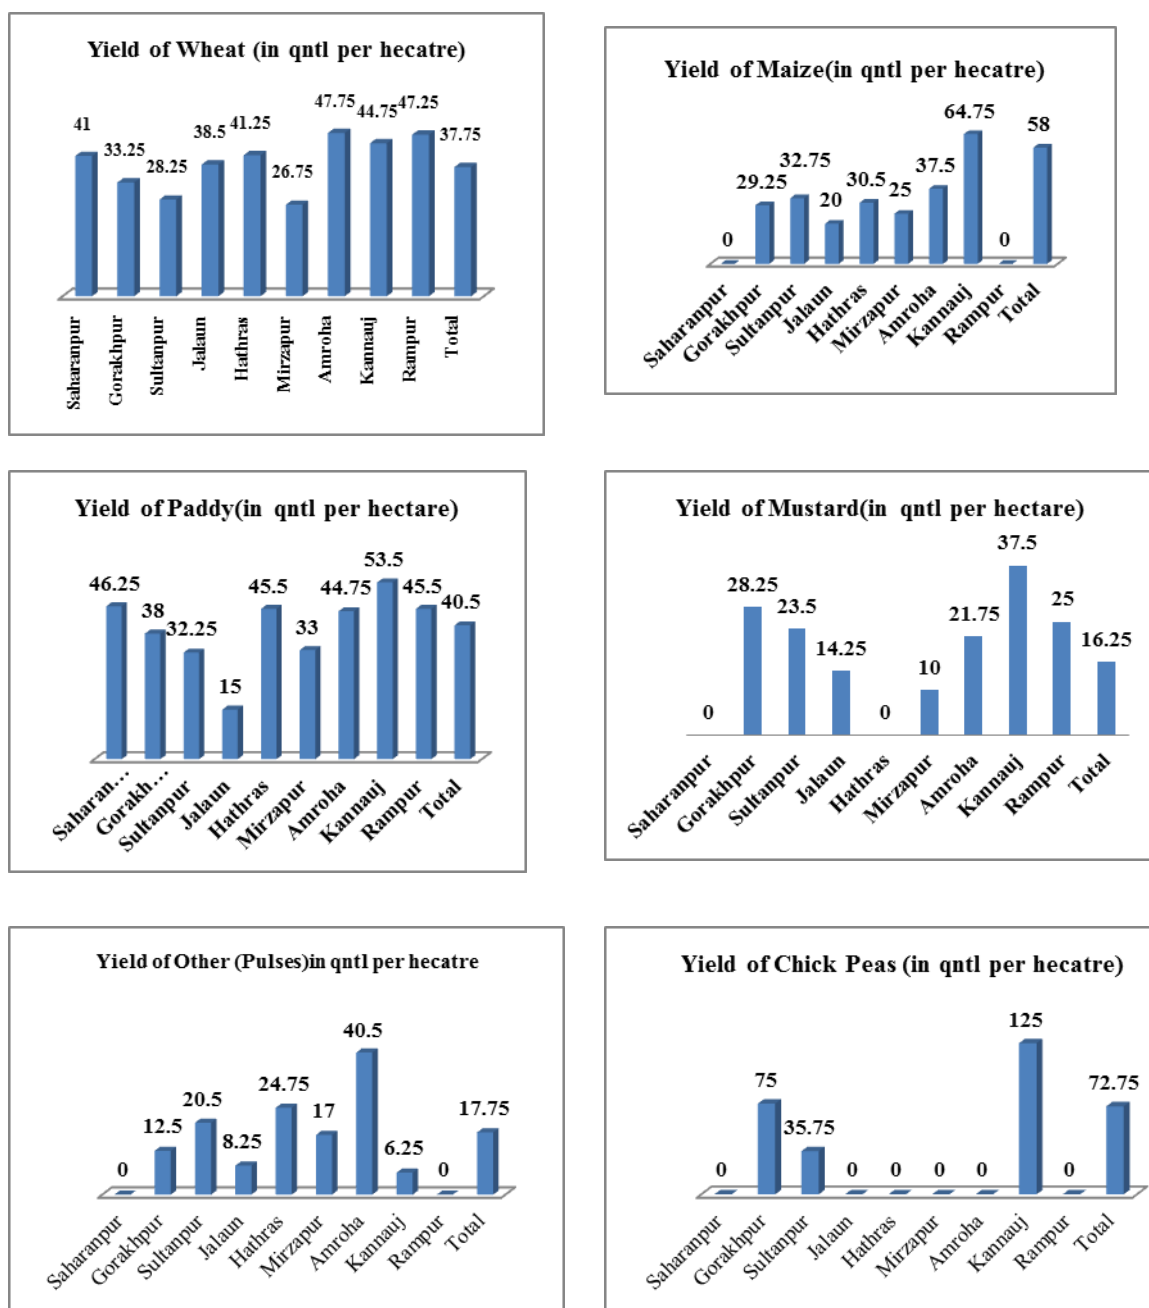 Yield of Wheat (in qntl per hecatre)
41
33.25
28.25
38.5
41.25
26.75
47.75
44.75
47.25
37.75
Saharanpur
Gorakhpur
Sultanpur
Jalaun
Hathras
Mirzapur
Amroha
Kannauj
Rampur
Total
Yield of Maize(in qntl per hecatre)
0
29.25
32.75
20
30.5
25
37.5
64.75
0
58
Saharanpur
Gorakhpur
Sultanpur
Jalaun
Hathras
Mirzapur
Amroha
Kannauj
Rampur
Total
Yield of Paddy(in qntl per hectare)
46.25
38
32.25
15
45.5
33
44.75
53.5
45.5
40.5
Saharan...
Gorakh...
Sultanpur
Jalaun
Hathras
Mirzapur
Amroha
Kannauj
Rampur
Total
Yield of Mustard(in qntl per hectare)
0
28.25
23.5
14.25
0
10
21.75
37.5
25
16.25
Saharanpur
Gorakhpur
Sultanpur
Jalaun
Hathras
Mirzapur
Amroha
Kannauj
Rampur
Total
Yield of Other (Pulses)in qntl per hecatre
0
12.5
20.5
8.25
24.75
17
40.5
6.25
0
17.75
Saharanpur
Gorakhpur
Sultanpur
Jalaun
Hathras
Mirzapur
Amroha
Kannauj
Rampur
Total
Yield of Chick Peas (in qntl per hecatre)
0
75
35.75
0
0
0
0
125
0
72.75
Saharanpur
Gorakhpur
Sultanpur
Jalaun
Hathras
Mirzapur
Amroha
Kannauj
Rampur
Total